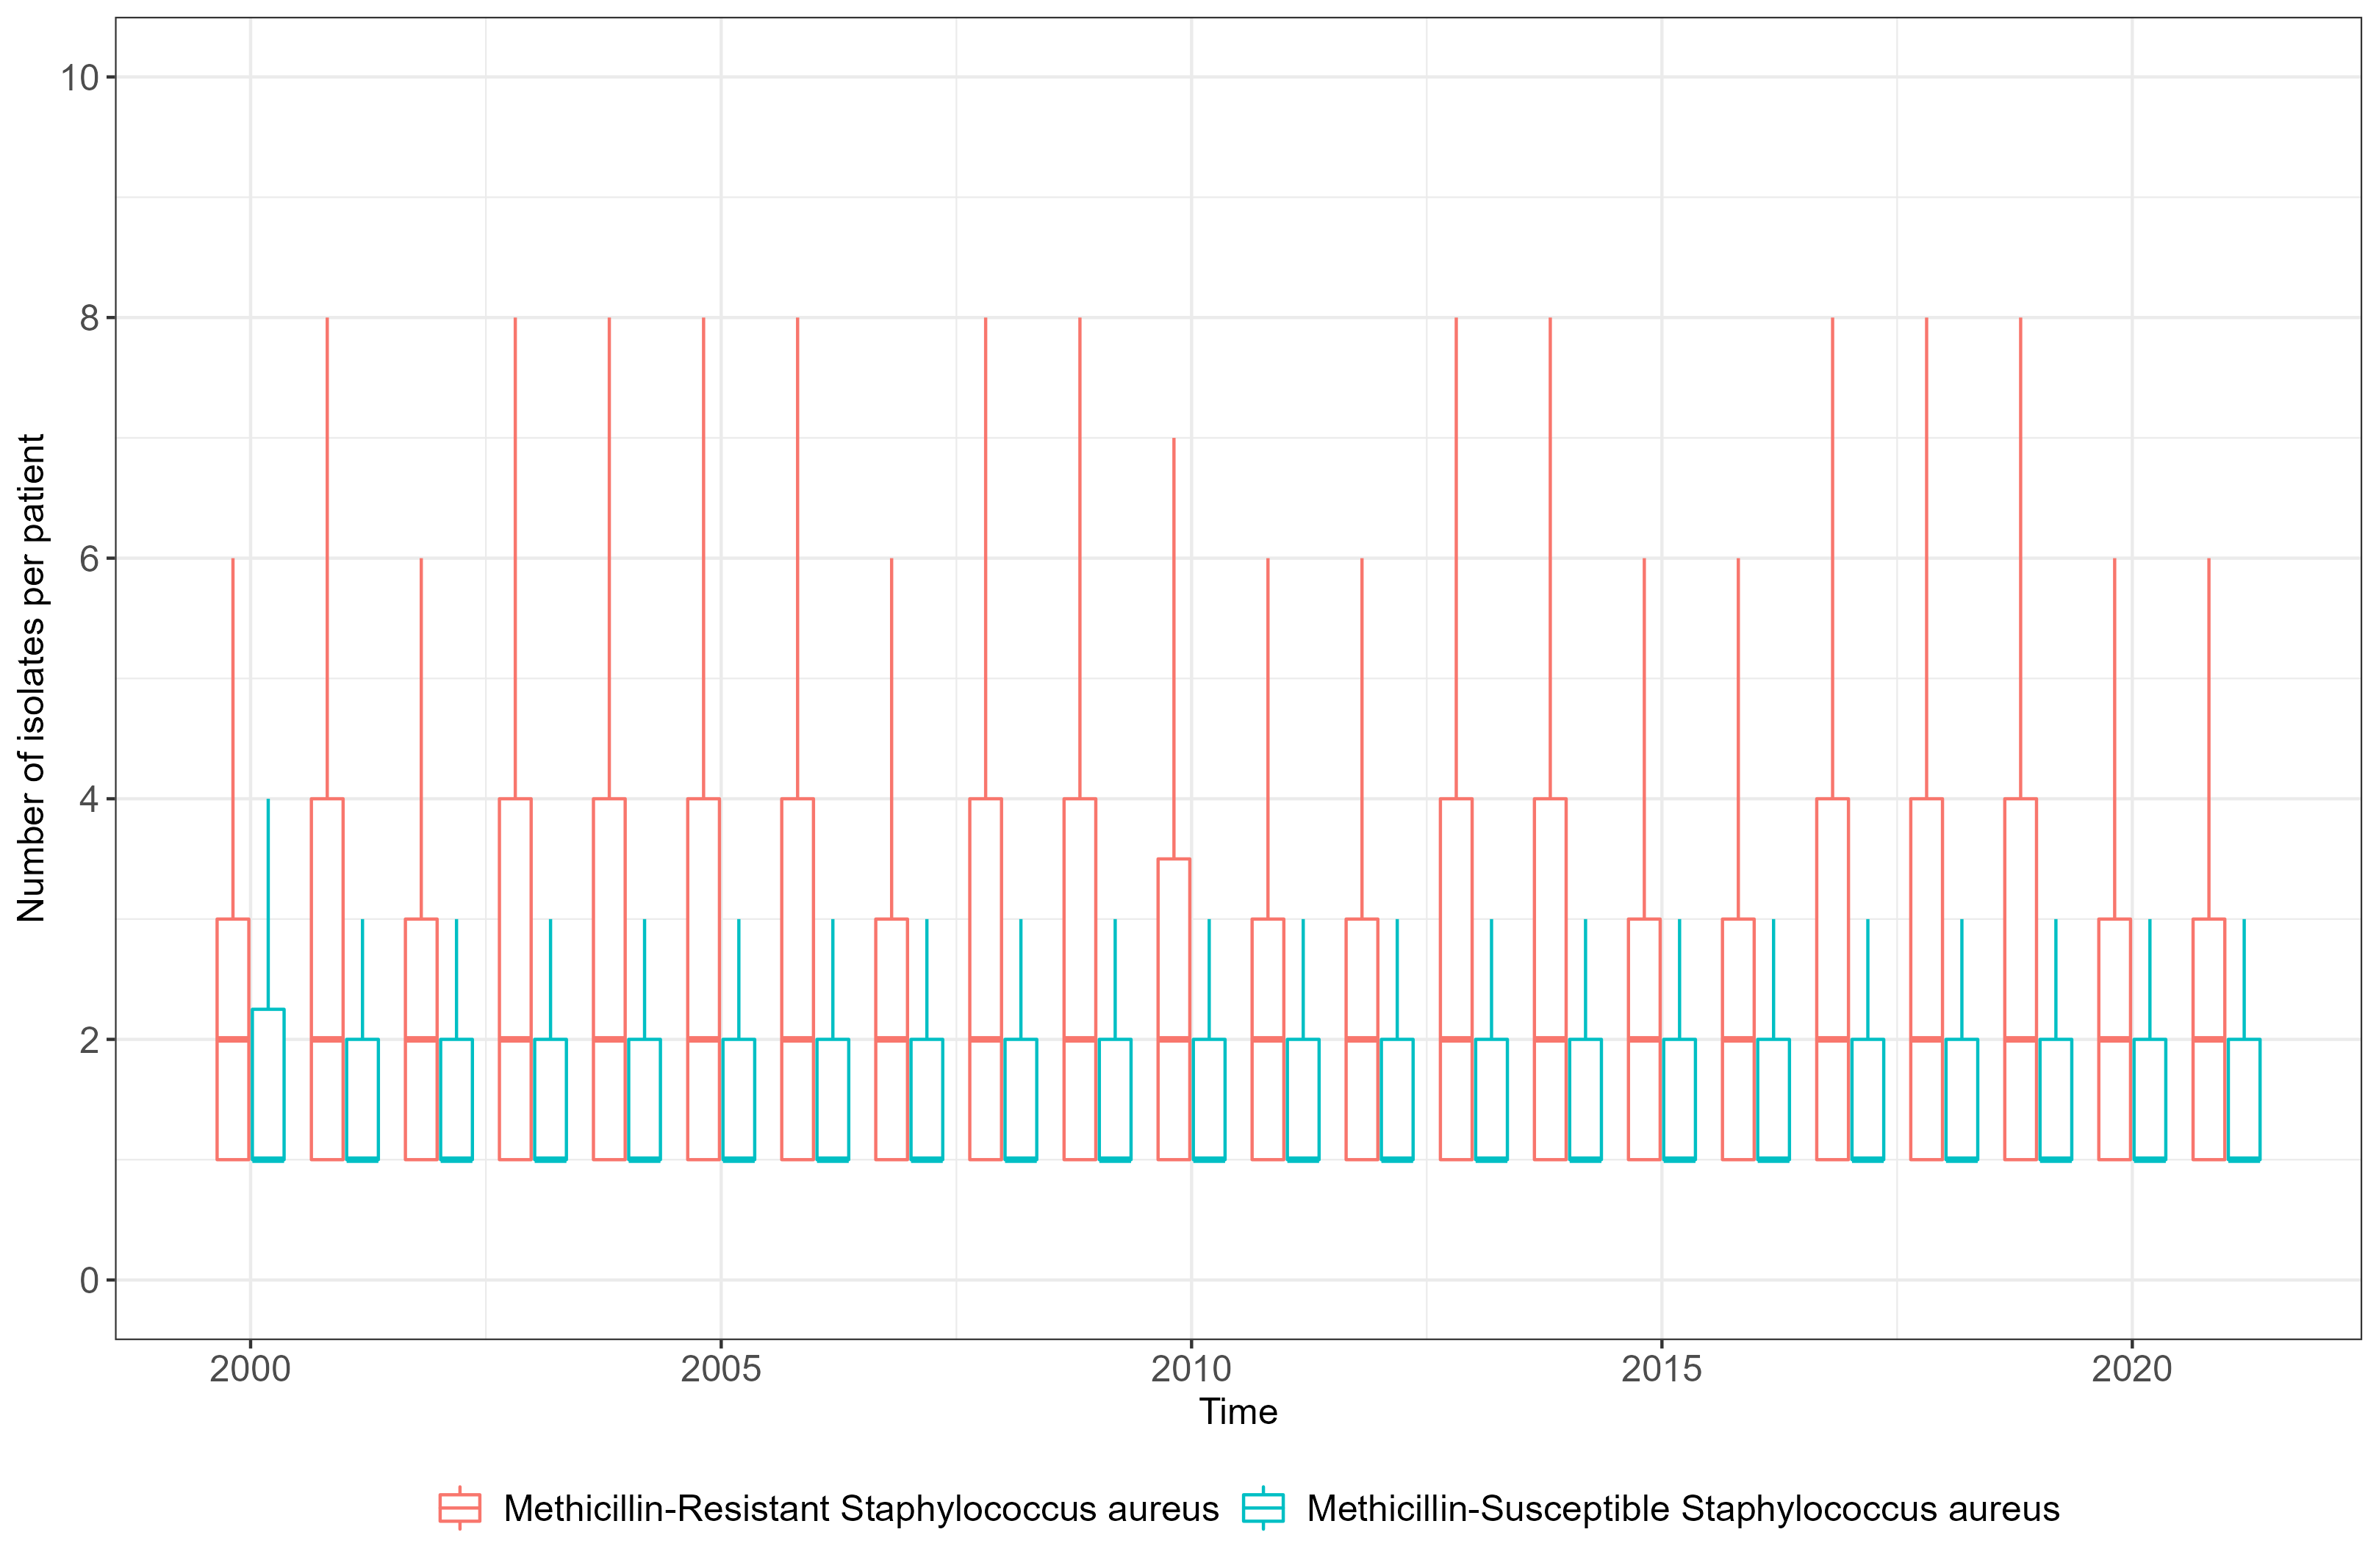 Number of isolates per patient
10
8
6
4
2
0
2000 2005 2010 2015 2020
Time
Methicillin-Resistant Staphylococcus aureus Methicillin-Susceptible Staphylococcus aureus